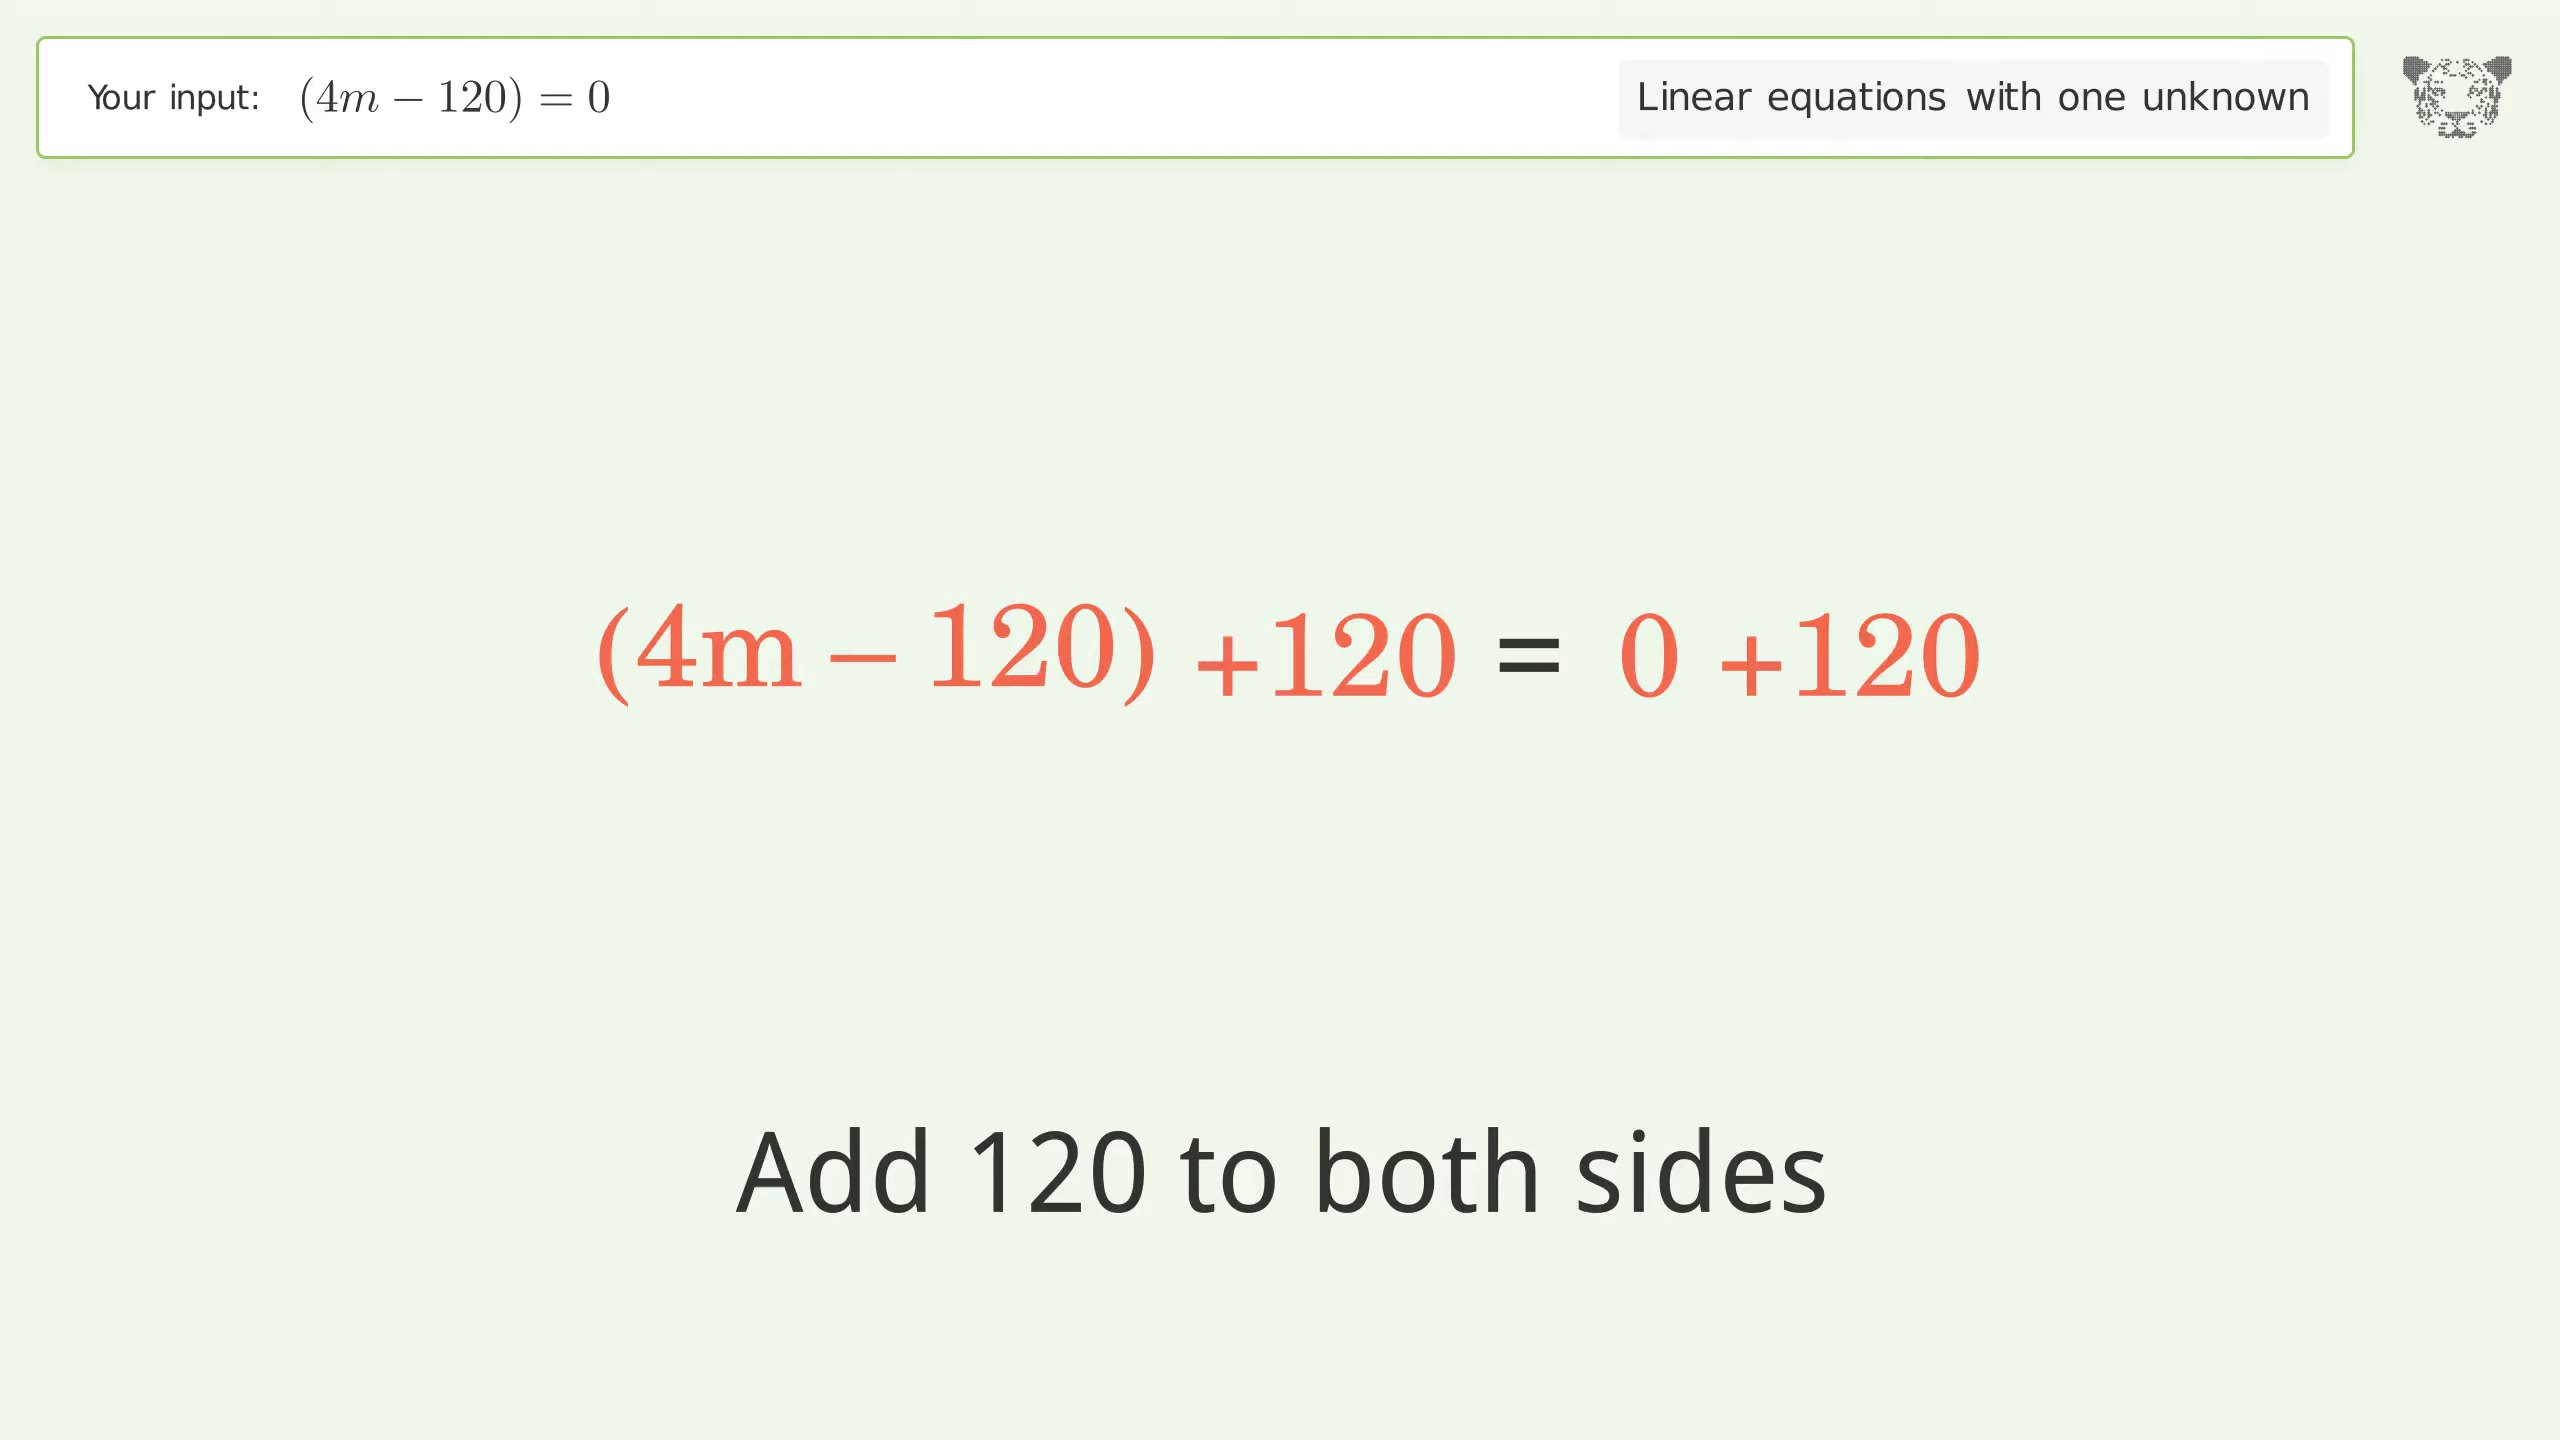 Your input: (4m − 120) = 0
Linear equations with one unknown
(4m − 120) +120 = 0 +120
Add 120 to both sides